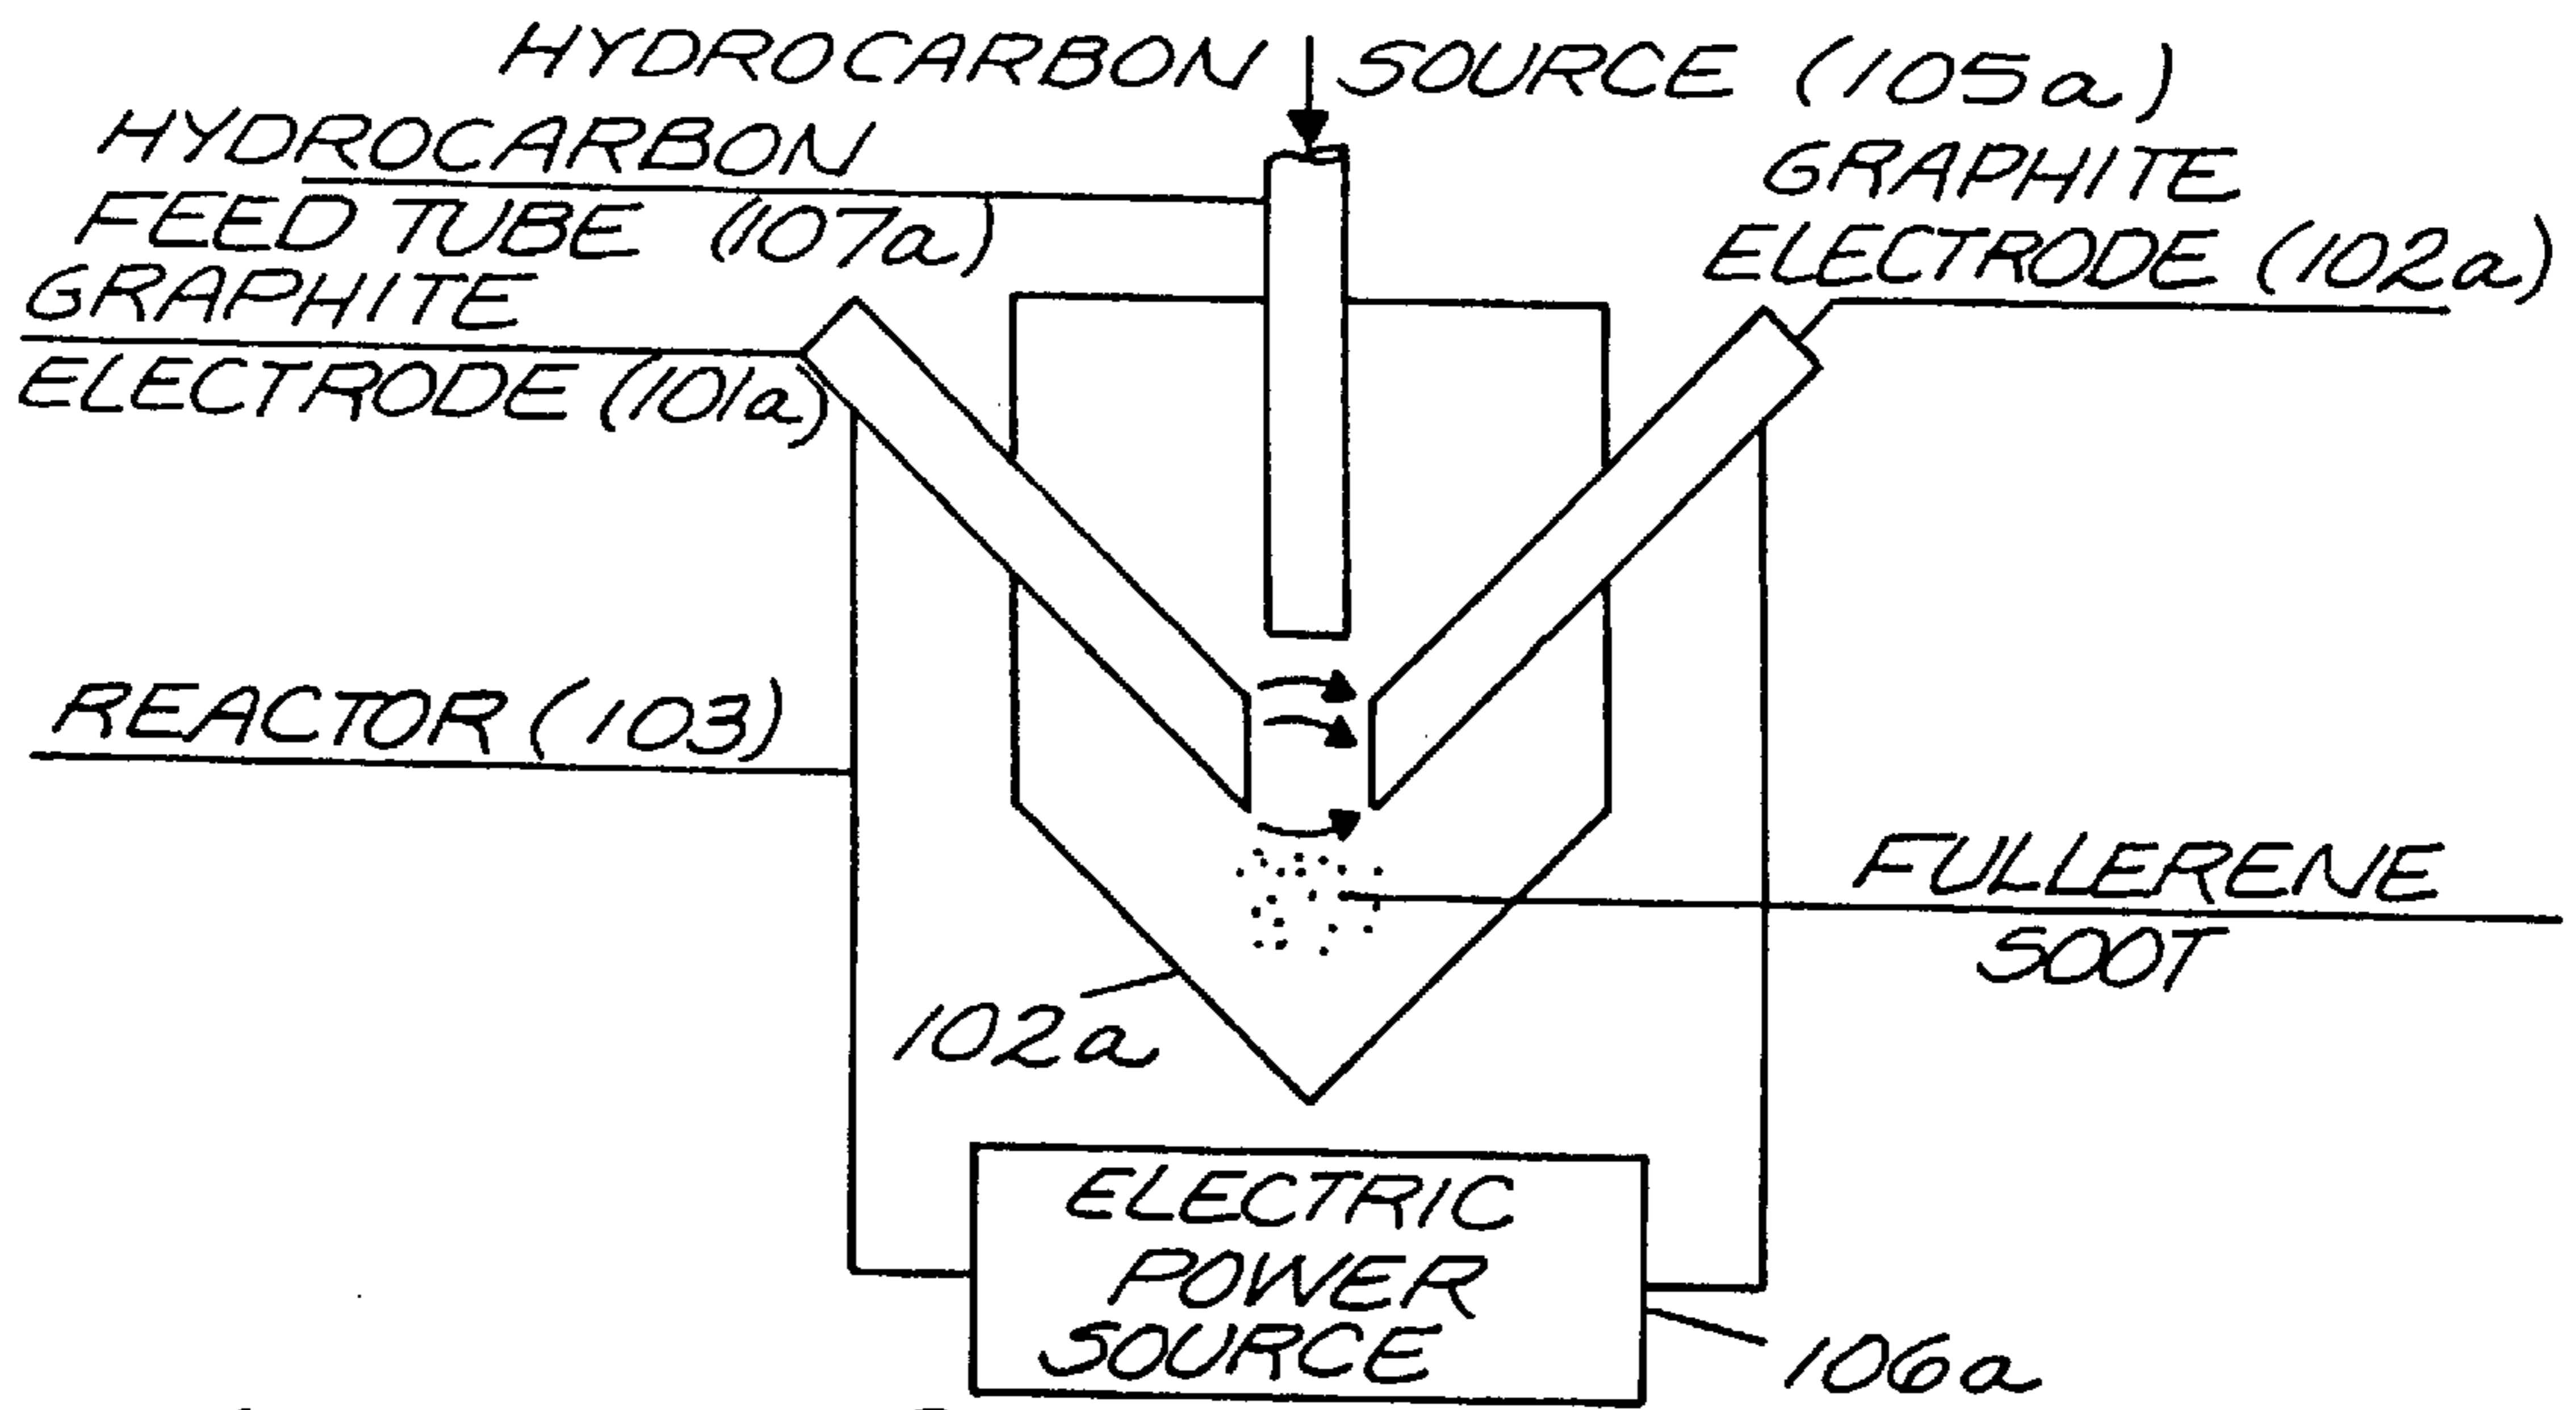 HYDROCARBON SOURCE (105a)
HYDROCARBON
FEED TUBE (107a)
GRAPHITE
ELECTRODE (101a)
GRAPHITE
ELECTRODE (102a)
REACTOR (103)
FULLERENE
SOOT
102a
ELECTRIC
POWER
SOURCE
106a